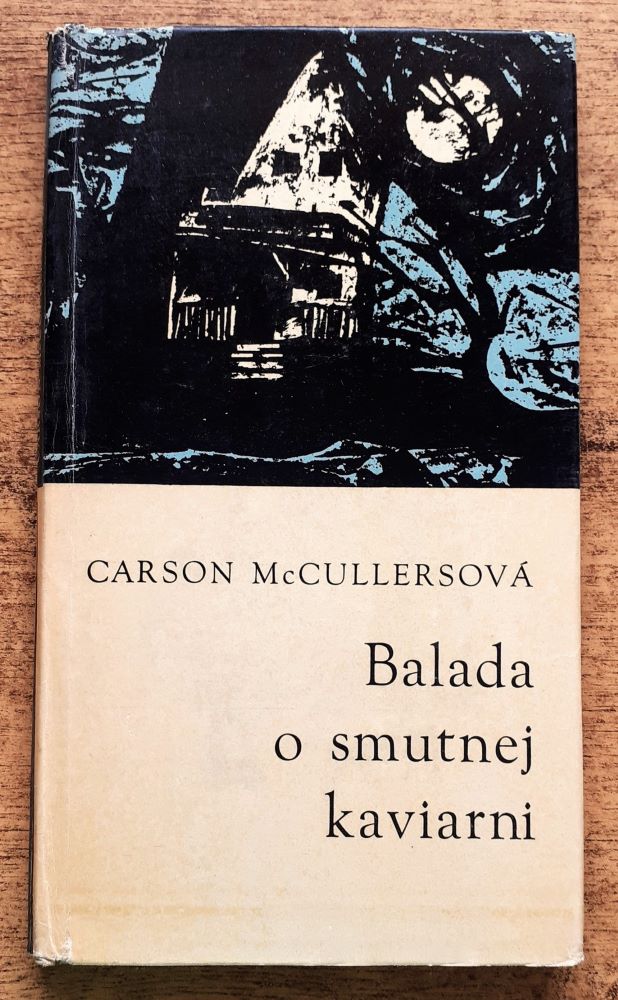 CARSON McCULLERSOVÁ
Balada
o smutnej
kaviarni